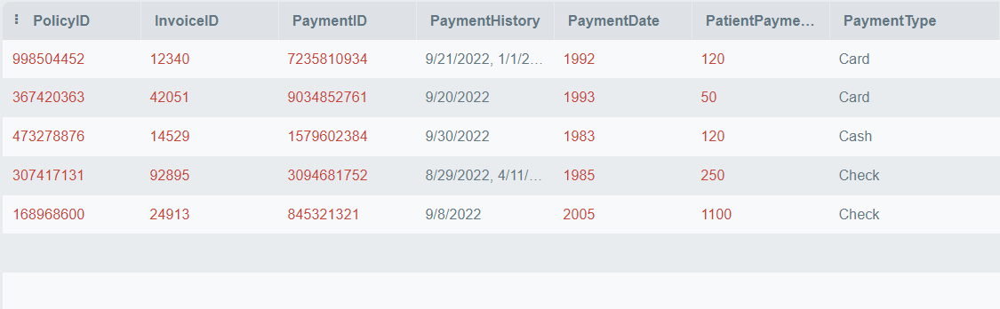 PolicyID InvoiceID PaymentID PaymentHistory PaymentDate PatientPayme... PaymentType
998504452 12340 7235810934 9/21/2022, 1/1/2... 1992 120 Card
367420363 42051 9034852761 9/20/2022 1993 50 Card
473278876 14529 1579602384 9/30/2022 1983 120 Cash
307417131 92895 3094681752 8/29/2022, 4/11/... 1985 250 Check
168968600 24913 845321321 9/8/2022 2005 1100 Check